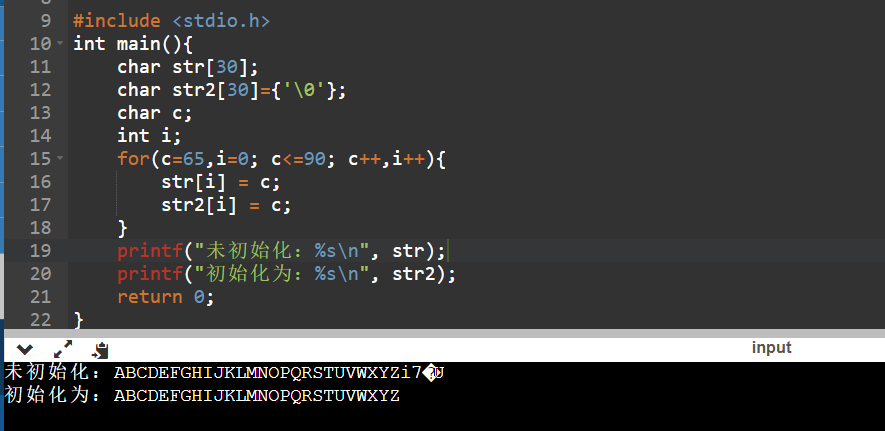 9 #include <stdio.h>
10 int main(){
11 char str[30];
12 char str2[30]={'\0'};
13 char c;
14 int i;
15 for(c=65,i=0; c<=90; c++,i++){
16 str[i] = c;
17 str2[i] = c;
18 }
19 printf("未初始化：%s\n", str);
20 printf("初始化为：%s\n", str2);
21 return 0;
22 }
input
未初始化：ABCDEFGHIJKLMNOPQRSTUVWXYZi7�U
初始化为：ABCDEFGHIJKLMNOPQRSTUVWXYZ